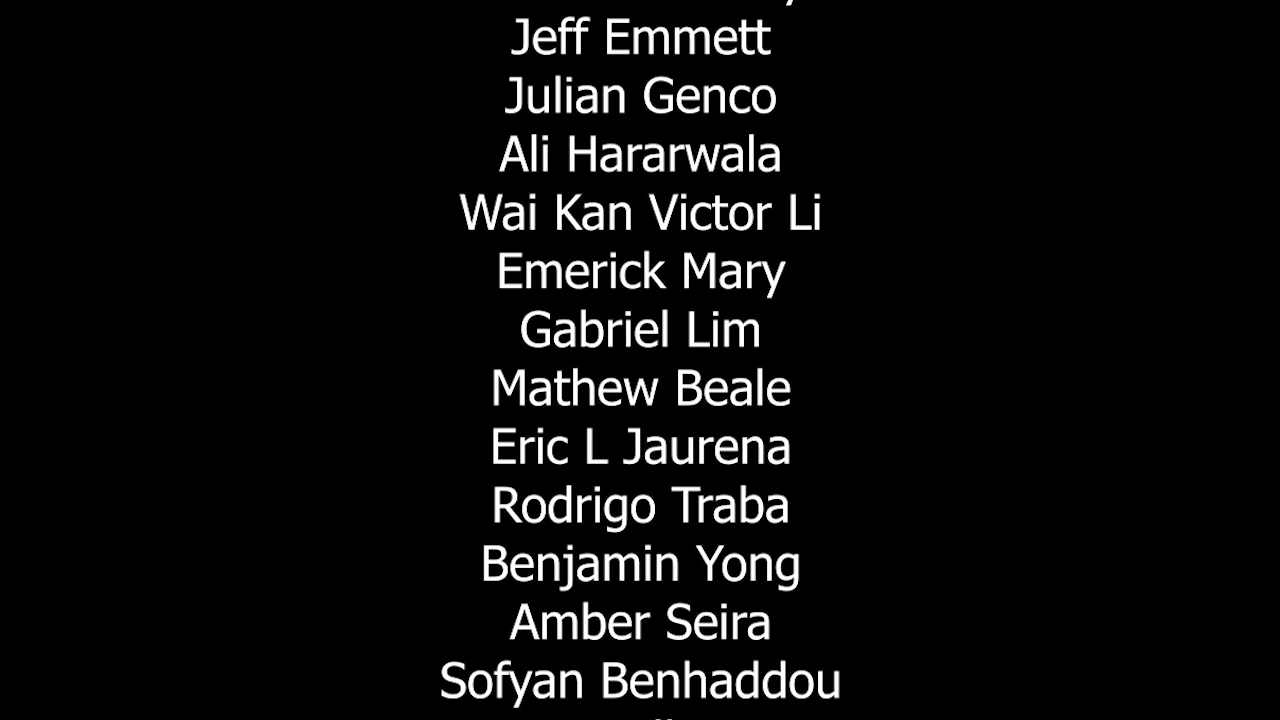 Jeff Emmett
Julian Genco
Ali Hararwala
Wai Kan Victor Li
Emerick Mary
Gabriel Lim
Mathew Beale
Eric L Jaurena
Rodrigo Traba
Benjamin Yong
Amber Seira
Sofyan Benhaddou